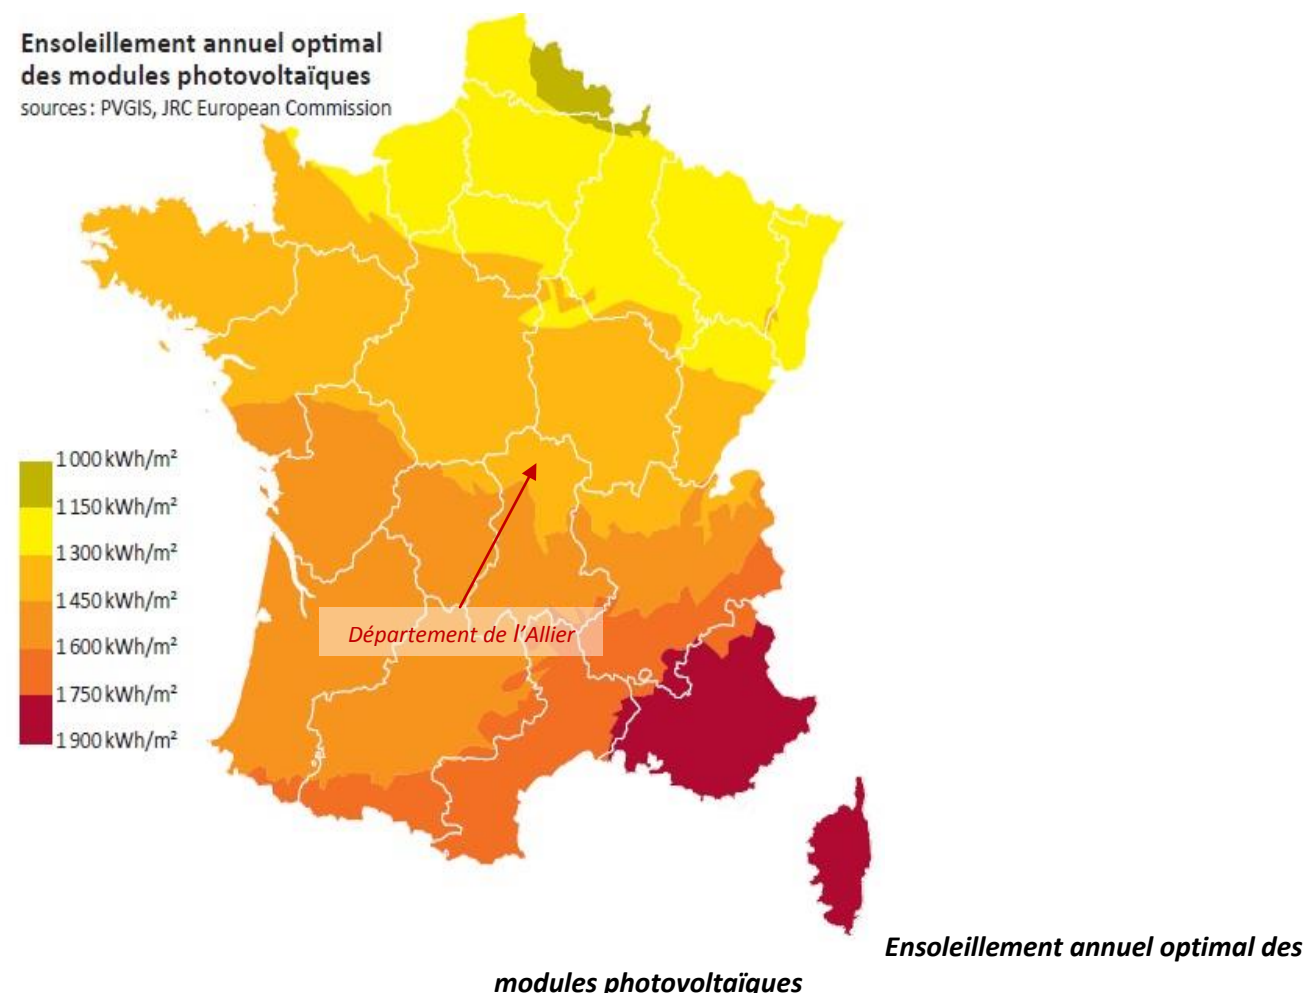 Ensoleillement annuel optimal
des modules photovoltaïques
sources : PVGIS, JRC European Commission
1 000 kWh/m²
1 150 kWh/m²
1 300 kWh/m²
1 450 kWh/m²
1 600 kWh/m²
1 750 kWh/m²
1 900 kWh/m²
Département de l'Allier
Ensoleillement annuel optimal des
modules photovoltaïques